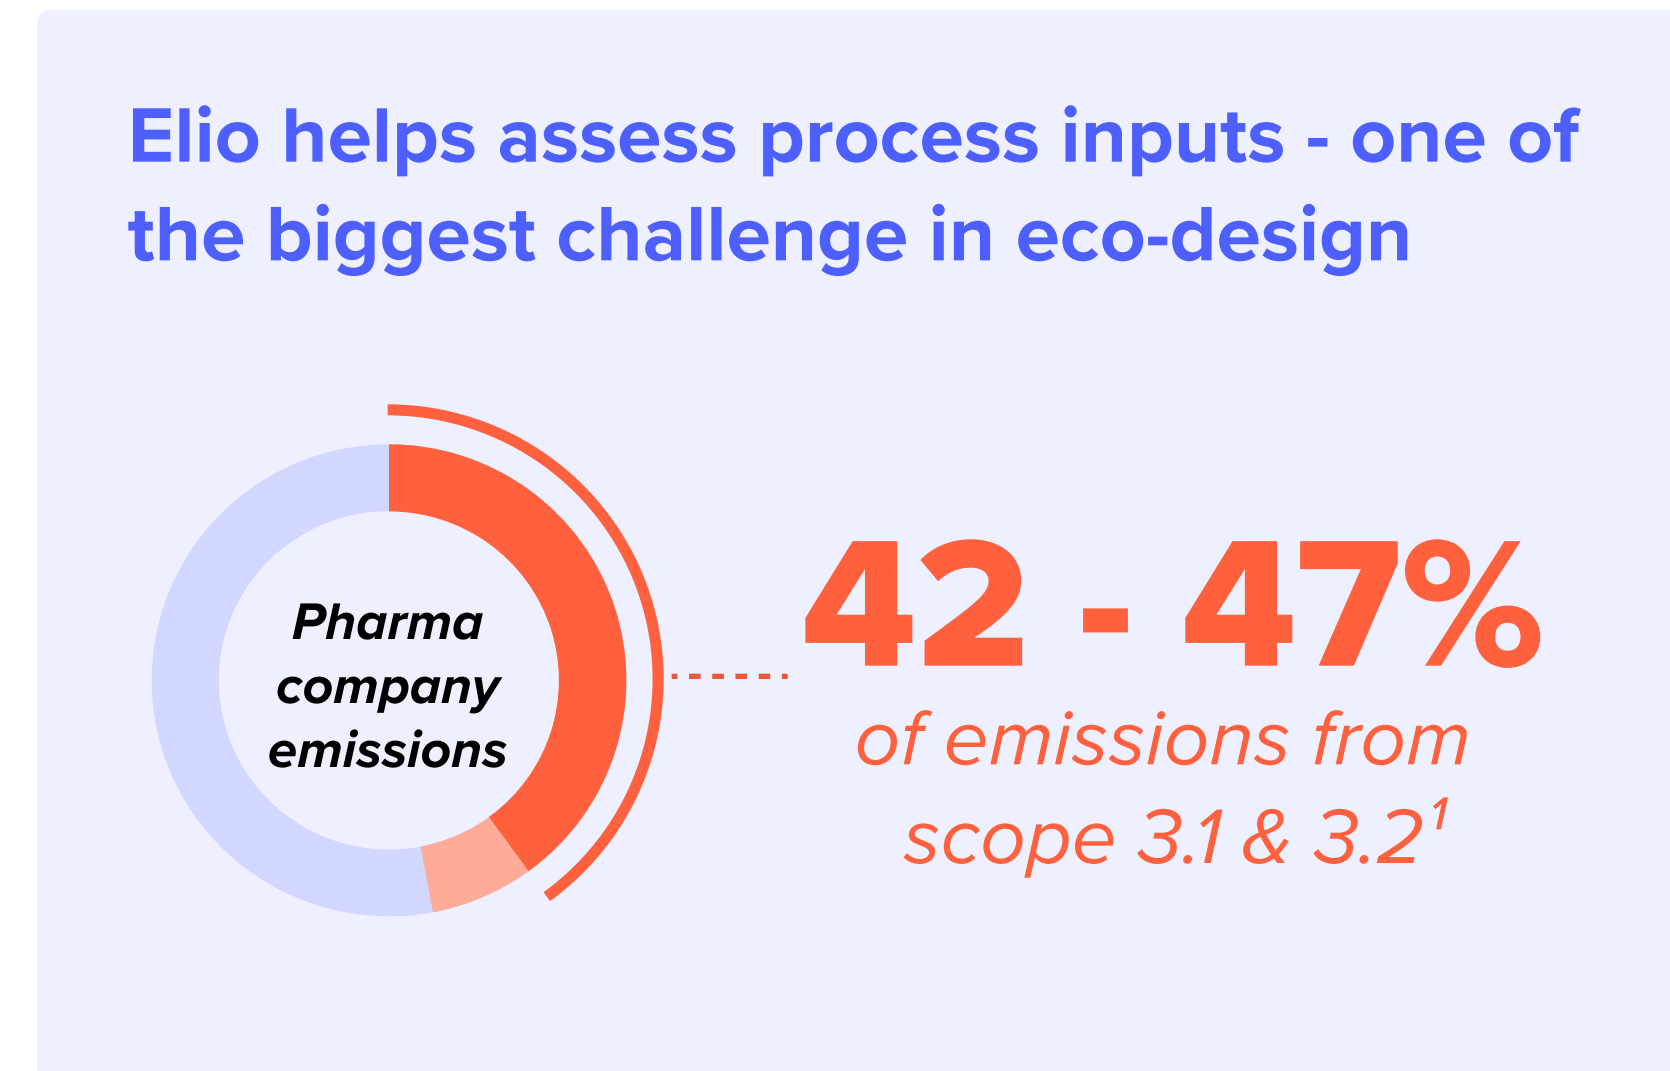 Elio helps assess process inputs - one of
the biggest challenge in eco-design
Pharma
company
emissions
42 - 47%
of emissions from
scope 3.1 & 3.2¹